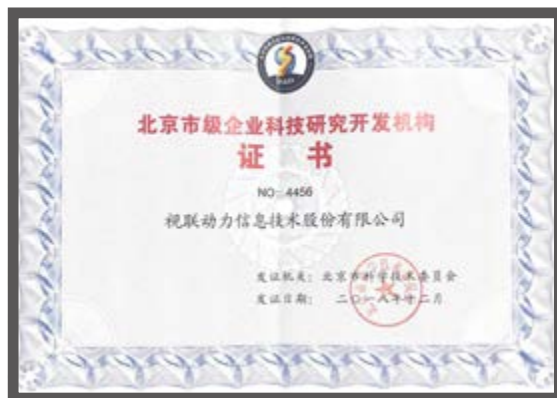 北京市级企业科技研究开发机构
证 书
NO 4456
视联动力信息技术股份有限公司
发证机关：北京市科学技术委员会
发证日期：二〇一八年十二月